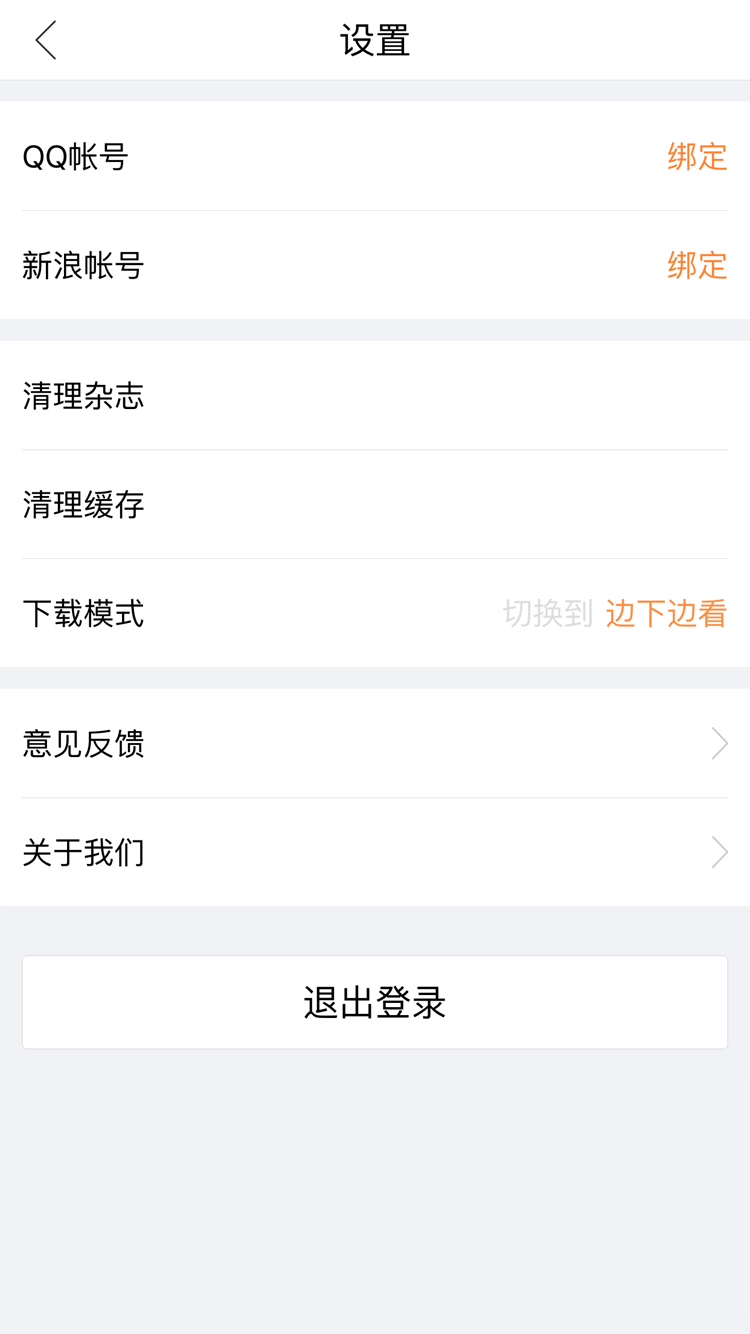 设置
QQ帐号 绑定
新浪帐号 绑定
清理杂志
清理缓存
下载模式 切换到 边下边看
意见反馈
关于我们
退出登录